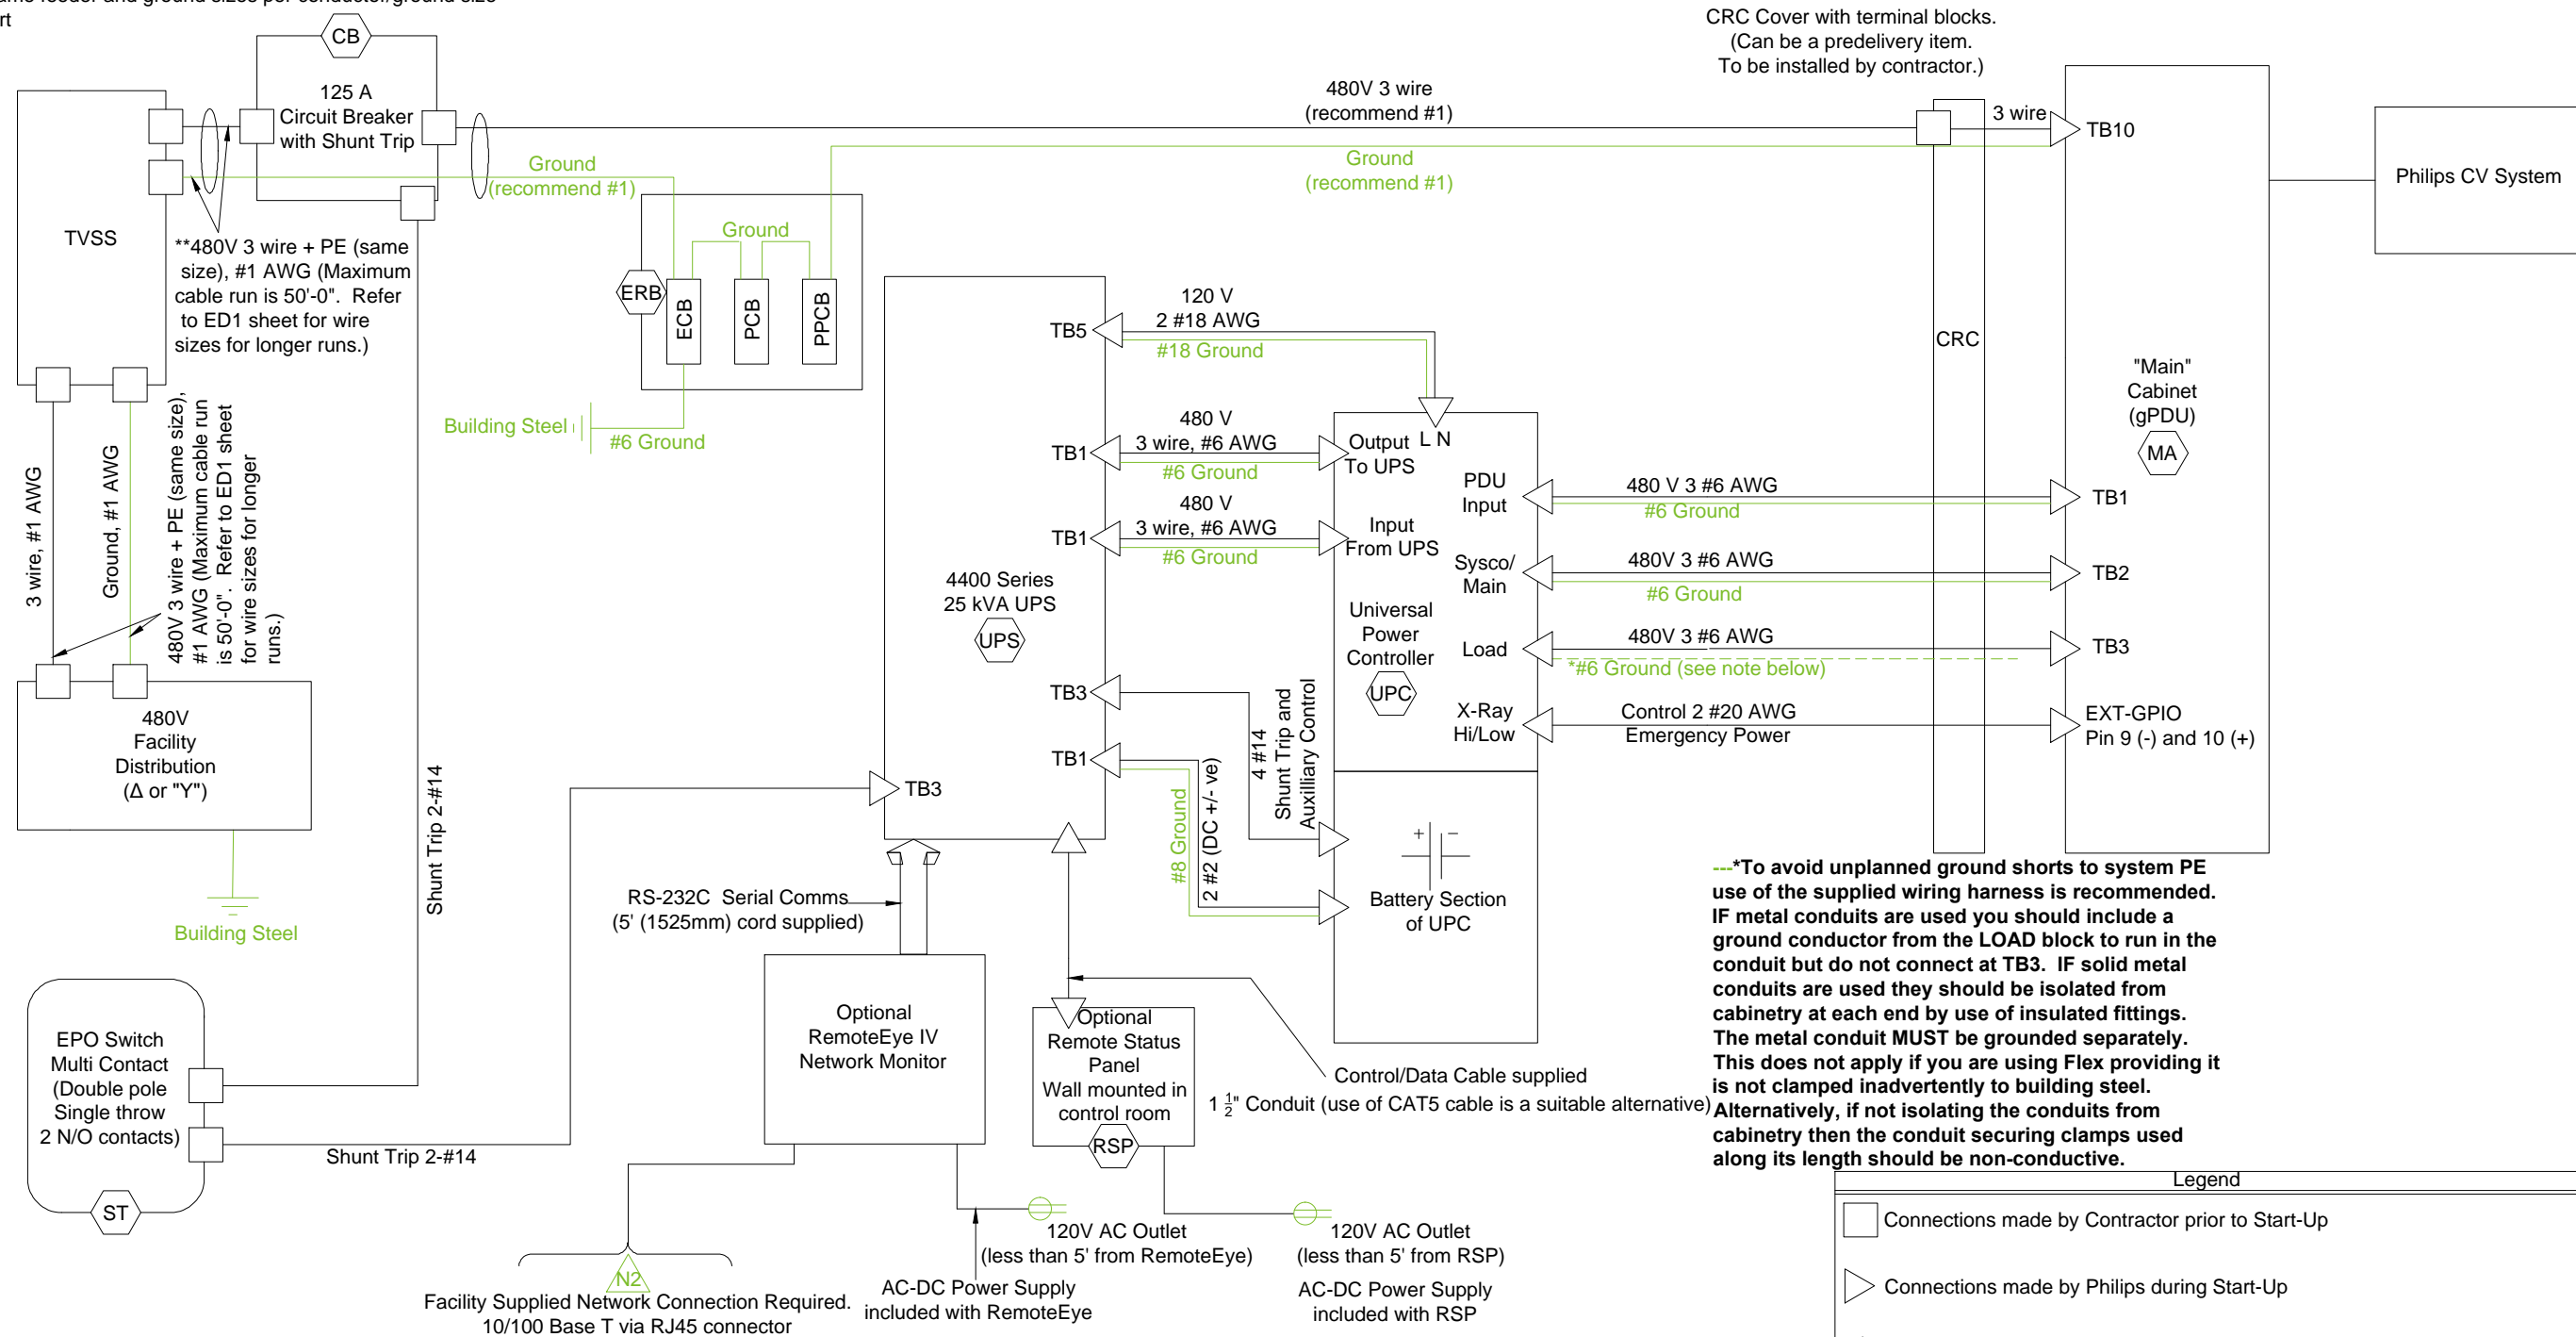 rt
CB
125 A
Circuit Breaker
with Shunt Trip
TVSS
**480V 3 wire + PE (same
size), #1 AWG (Maximum
cable run is 50'-0".  Refer
to ED1 sheet for wire
sizes for longer runs.)
Ground
(recommend #1)
480V 3 wire
(recommend #1)
Ground
(recommend #1)
CRC Cover with terminal blocks.
(Can be a predelivery item.
To be installed by contractor.)
3 wire
TB10
Philips CV System
Ground
ERB
ECB
PCB
PPCB
Building Steel
#6 Ground
3 wire, #1 AWG
Ground, #1 AWG
480V 3 wire + PE (same size),
#1 AWG (Maximum cable run
is 50'-0".  Refer to ED1 sheet
for wire sizes for longer
runs.)
480V
Facility
Distribution
(Δ or "Y")
Building Steel
Shunt Trip 2-#14
EPO Switch
Multi Contact
(Double pole
Single throw
2 N/O contacts)
ST
Shunt Trip 2-#14
TB5
120 V
2 #18 AWG
#18 Ground
TB1
480 V
3 wire, #6 AWG
#6 Ground
TB1
480 V
3 wire, #6 AWG
#6 Ground
4400 Series
25 kVA UPS
UPS
TB3
TB1
TB3
4 #14
Shunt Trip and
Auxilliary Control
#8 Ground
2 #2 (DC +/- ve)
L N
Output
To UPS
Input
From UPS
PDU
Input
Sysco/
Main
Universal
Power
Controller
UPC
Load
X-Ray
Hi/Low
+ −
Battery Section
of UPC
480 V 3 #6 AWG
#6 Ground
480V 3 #6 AWG
#6 Ground
480V 3 #6 AWG
*#6 Ground (see note below)
Control 2 #20 AWG
Emergency Power
CRC
"Main"
Cabinet
(gPDU)
MA
TB1
TB2
TB3
EXT-GPIO
Pin 9 (-) and 10 (+)
RS-232C  Serial Comms
(5' (1525mm) cord supplied)
Optional
RemoteEye IV
Network Monitor
Optional
Remote Status
Panel
Wall mounted in
control room
RSP
Control/Data Cable supplied
1 1/2" Conduit (use of CAT5 cable is a suitable alternative)
N2
Facility Supplied Network Connection Required.
10/100 Base T via RJ45 connector
120V AC Outlet
(less than 5' from RemoteEye)
AC-DC Power Supply
included with RemoteEye
120V AC Outlet
(less than 5' from RSP)
AC-DC Power Supply
included with RSP
---*To avoid unplanned ground shorts to system PE
use of the supplied wiring harness is recommended.
IF metal conduits are used you should include a
ground conductor from the LOAD block to run in the
conduit but do not connect at TB3.  IF solid metal
conduits are used they should be isolated from
cabinetry at each end by use of insulated fittings.
The metal conduit MUST be grounded separately.
This does not apply if you are using Flex providing it
is not clamped inadvertently to building steel.
Alternatively, if not isolating the conduits from
cabinetry then the conduit securing clamps used
along its length should be non-conductive.
Legend
Connections made by Contractor prior to Start-Up
Connections made by Philips during Start-Up